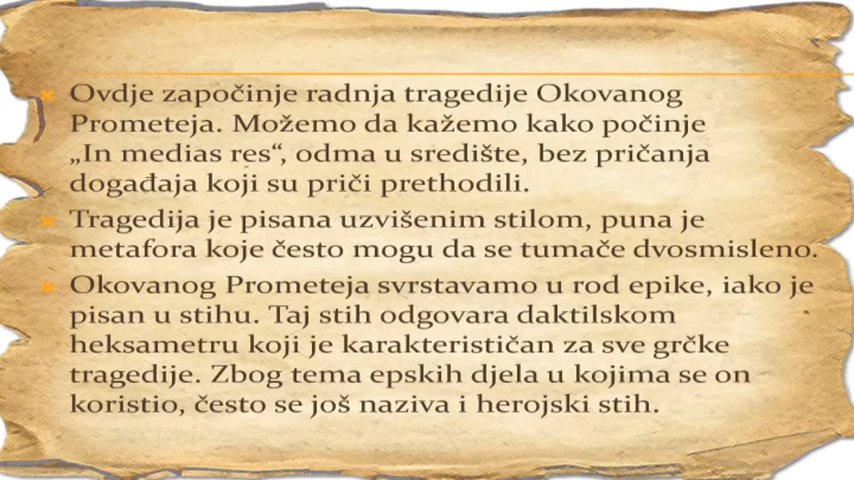 Ovdje započinje radnja tragedije Okovanog
Prometeja. Možemo da kažemo kako počinje
„In medias res“, odma u središte, bez pričanja
događaja koji su priči prethodili.
Tragedija je pisana uzvišenim stilom, puna je
metafora koje često mogu da se tumače dvosmisleno.
Okovanog Prometeja svrstavamo u rod epike, iako je
pisan u stihu. Taj stih odgovara daktilskom
heksametru koji je karakterističan za sve grčke
tragedije. Zbog tema epskih djela u kojima se on
koristio, često se još naziva i herojski stih.